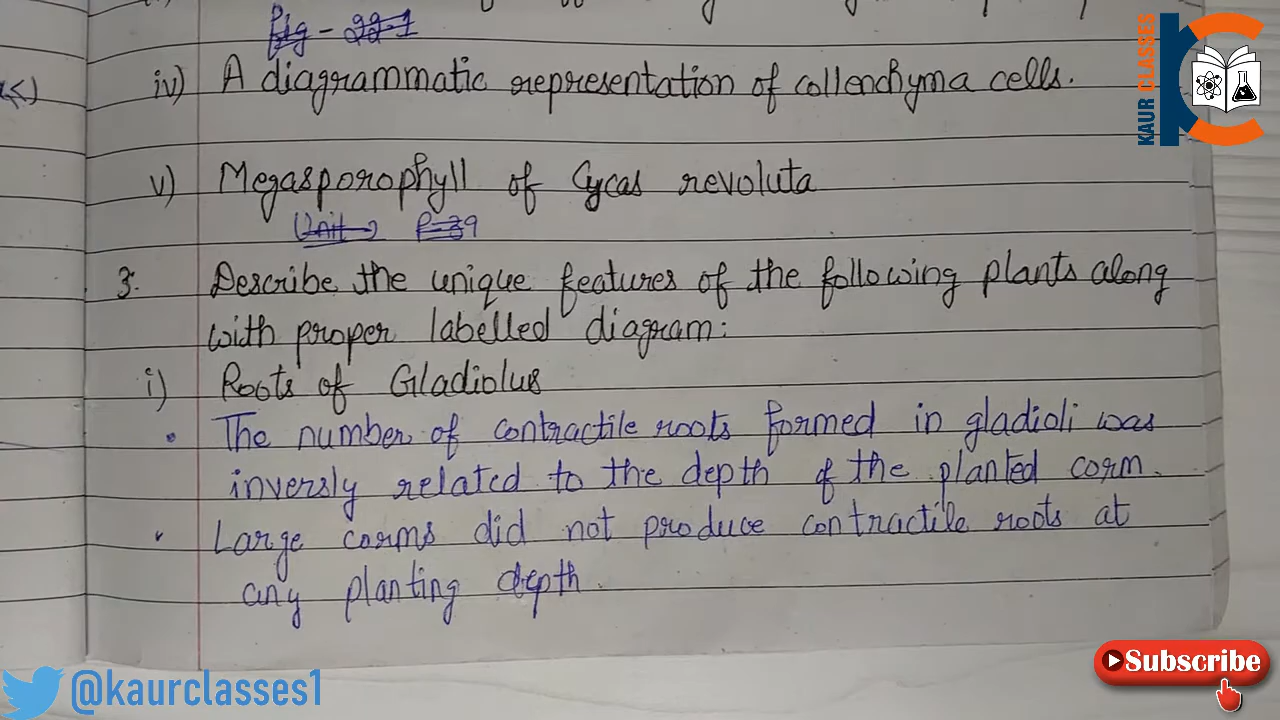 Fig - 22.1
iv) A diagrammatic representation of collenchyma cells.
v) Megasporophyll of Cycas revoluta
Unit-2 P=39
3. Describe the unique features of the following plants along
with proper labelled diagram:
i) Roots of Gladiolus
• The number of contractile roots formed in gladioli was
inversly related to the depth of the planted corm.
• Large corms did not produce contractile roots at
any planting depth.
KAUR CLASSES
Subscribe
@kaurclasses1